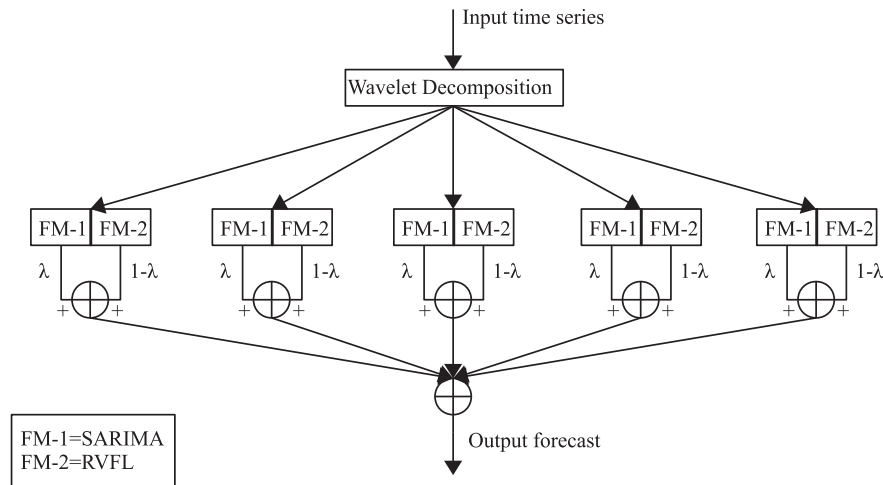 Input time series
Wavelet Decomposition
FM-1 FM-2 FM-1 FM-2 FM-1 FM-2 FM-1 FM-2 FM-1 FM-2
λ 1-λ λ 1-λ λ 1-λ λ 1-λ λ 1-λ
+ + + + + + + + + +
Output forecast
FM-1=SARIMA
FM-2=RVFL